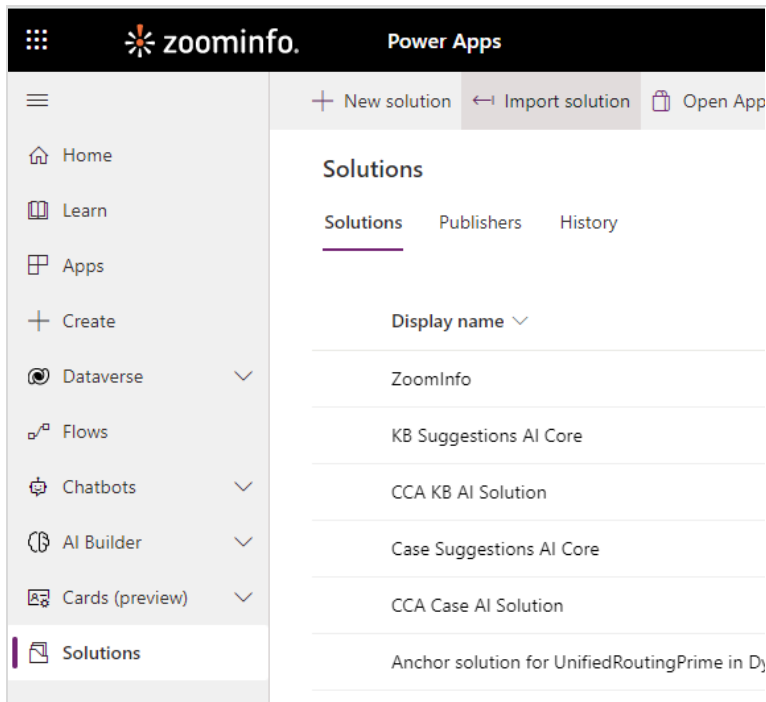 zoominfo. Power Apps
New solution Import solution Open App
Home
Learn
Apps
Create
Dataverse
Flows
Chatbots
AI Builder
Cards (preview)
Solutions
Solutions
Solutions Publishers History
Display name
ZoomInfo
KB Suggestions AI Core
CCA KB AI Solution
Case Suggestions AI Core
CCA Case AI Solution
Anchor solution for UnifiedRoutingPrime in Dy